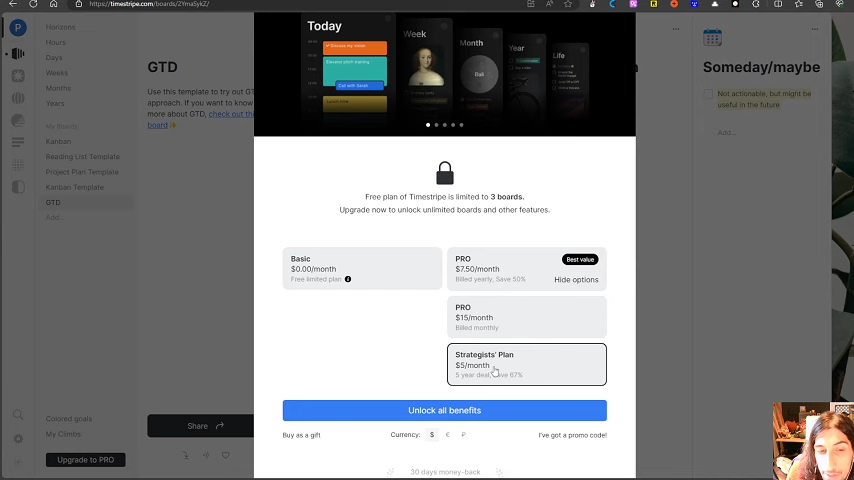 https://timestripe.com/boards/2YmaSykZ/
P
Horizons
Hours
Days
Weeks
Months
Years
My Boards
Kanban
Reading List Template
Project Plan Template
Kanban Template
GTD
Add...
Colored goals
My Climbs
Upgrade to PRO
GTD
Use this template to try out GTD
approach. If you want to know
more about GTD, check out this
board
Share
Today
Discuss my vision
Elevator pitch training
Call with Sarah
Week
Month
Bali
Year
Life
Free plan of Timestripe is limited to 3 boards.
Upgrade now to unlock unlimited boards and other features.
Basic
$0.00/month
Free limited plan
PRO
Best value
$7.50/month
Billed yearly, Save 50%
Hide options
PRO
$15/month
Billed monthly
Strategists' Plan
$5/month
5 year deal, Save 67%
Unlock all benefits
Buy as a gift
Currency: $ € ₽
I've got a promo code!
30 days money-back
Someday/maybe
Not actionable, but might be
useful in the future
Add...